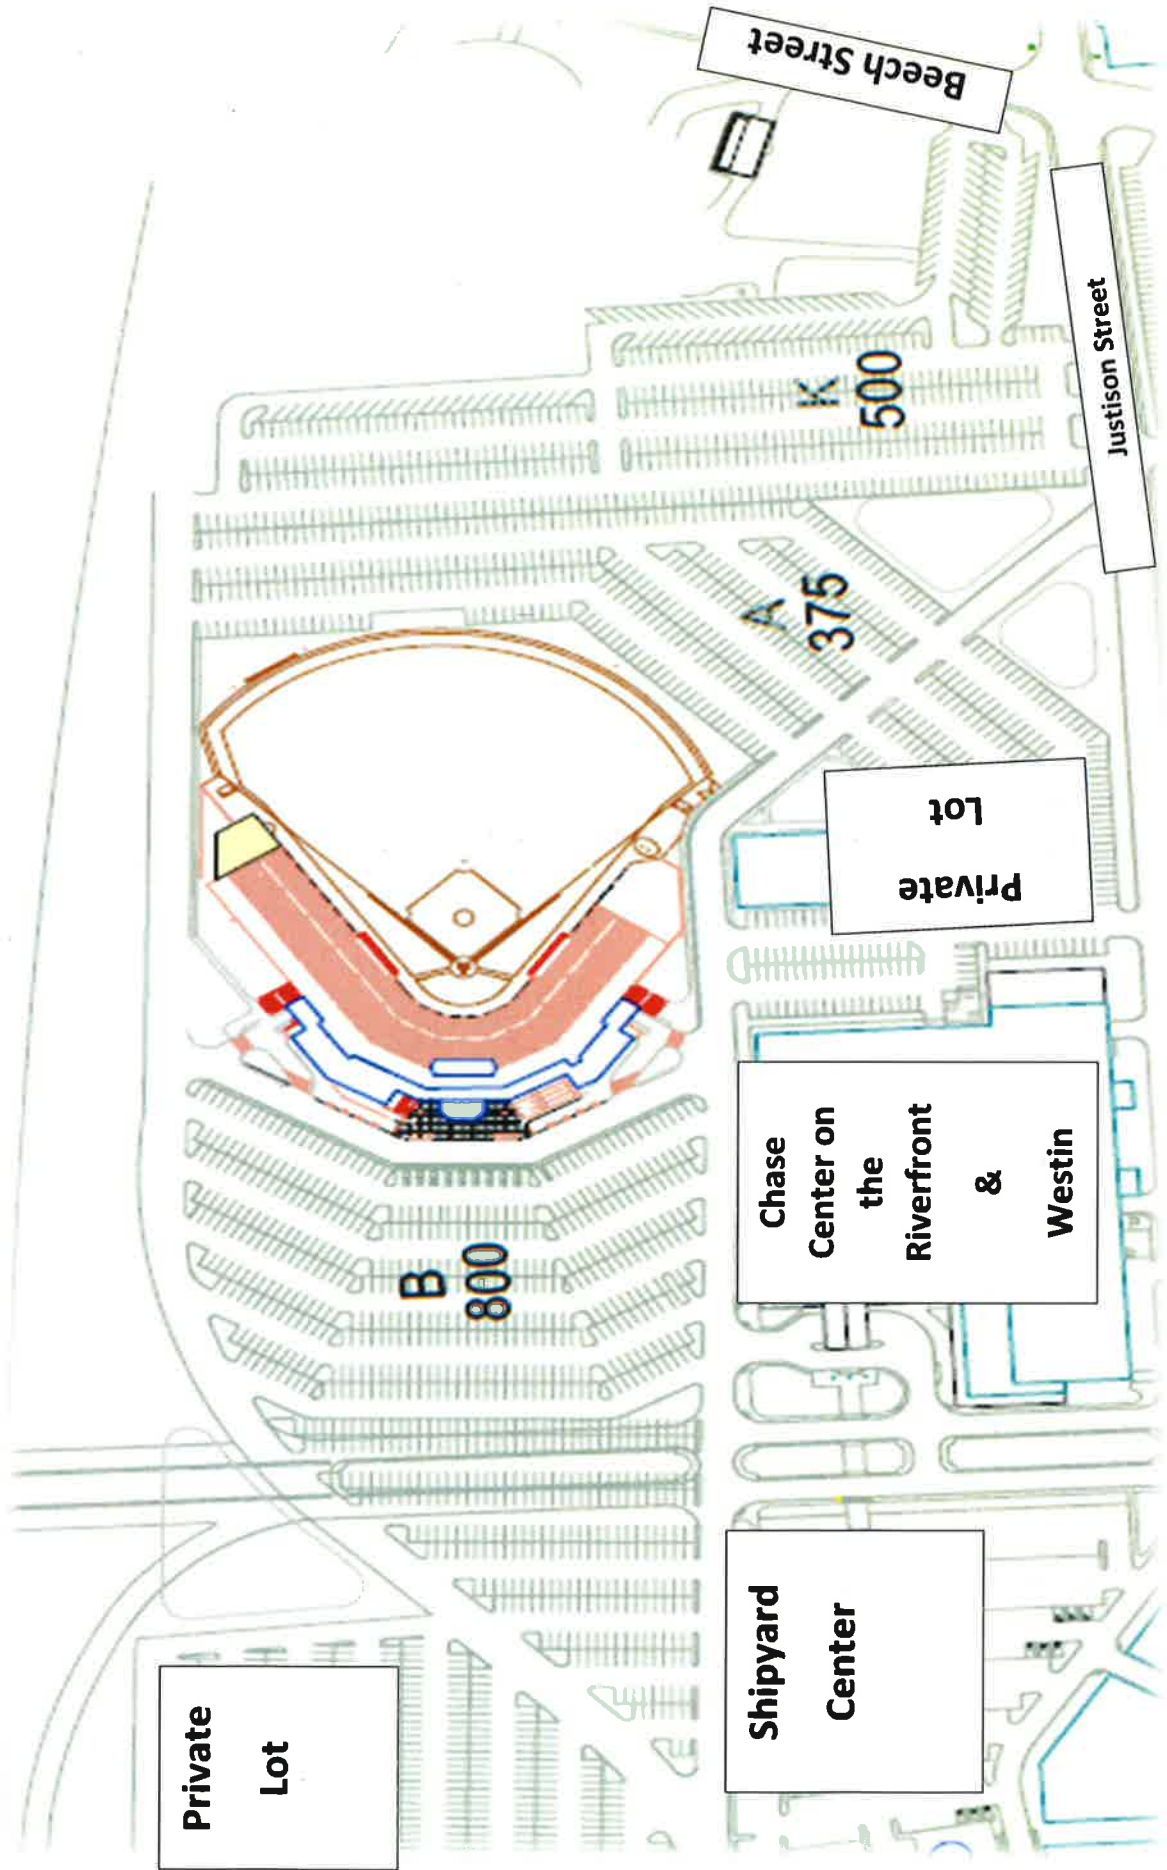 Beech Street
Justison Street
K
500
A
375
Private
Lot
B
800
Chase
Center on
the
Riverfront
&
Westin
Shipyard
Center
Private
Lot